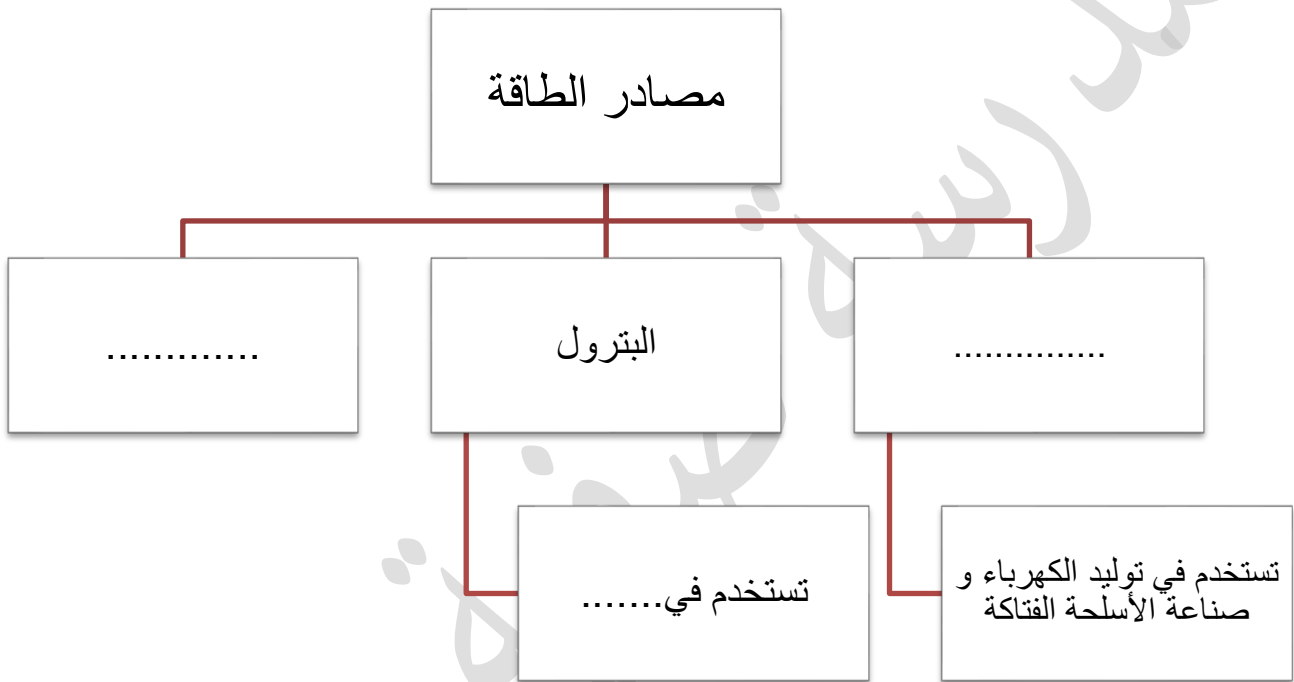 مصادر الطاقة
...............
البترول
.............
تستخدم في توليد الكهرباء و
صناعة الأسلحة الفتاكة
تستخدم في.......